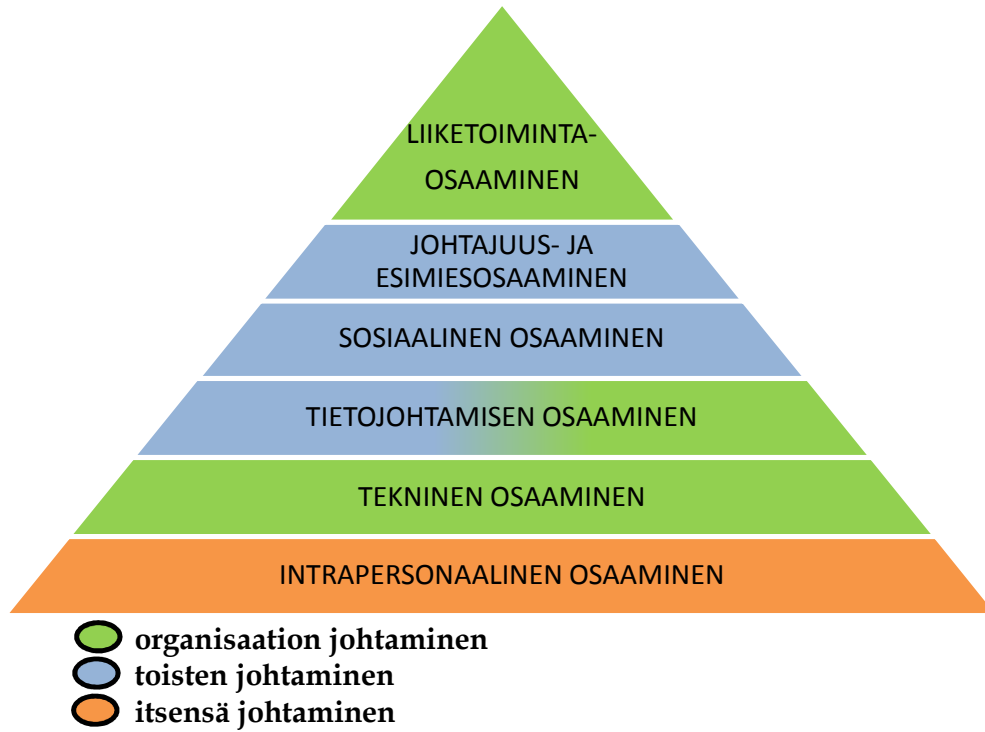 LIIKETOIMINTA-
OSAAMINEN
JOHTAJUUS- JA
ESIMIESOSAAMINEN
SOSIAALINEN OSAAMINEN
TIETOJOHTAMISEN OSAAMINEN
TEKNINEN OSAAMINEN
INTRAPERSONAALINEN OSAAMINEN
organisaation johtaminen
toisten johtaminen
itsensä johtaminen